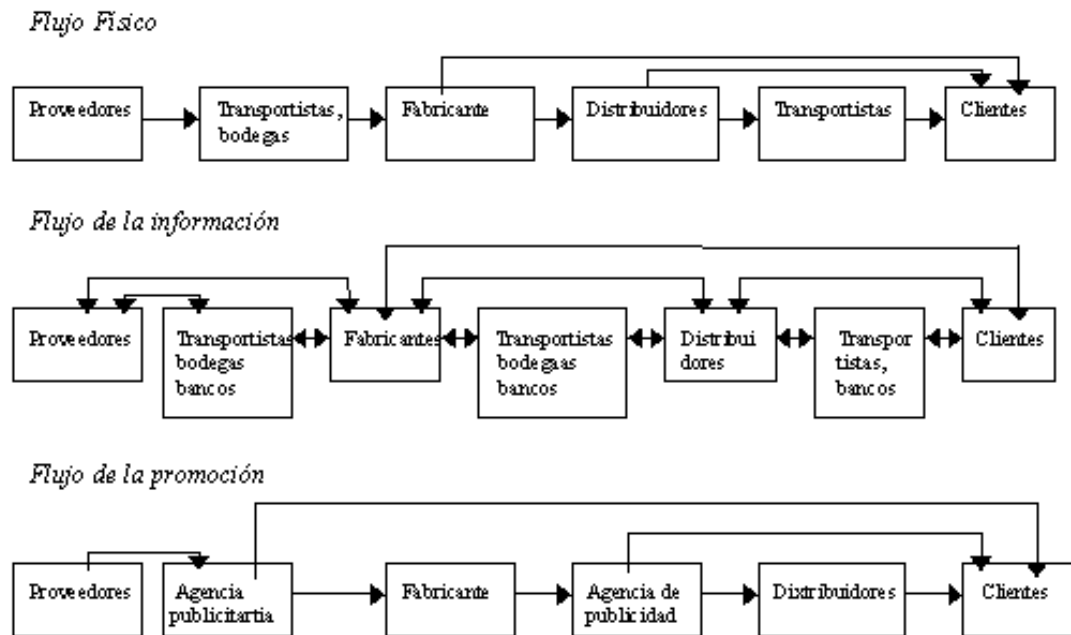 Flujo Físico
Proveedores
Transportistas,
bodegas
Fabricante
Distribuidores
Transportistas
Clientes
Flujo de la información
Proveedores
Transportistas
bodegas
bancos
Fabricantes
Transportistas
bodegaas
bancos
Distribui
dores
Transpor
tistas,
bancos
Clientes
Flujo de la promoción
Proveedores
Agencia
publicitartia
Fabricante
Agencia de
publicidad
Dixtribuidores
Clientes